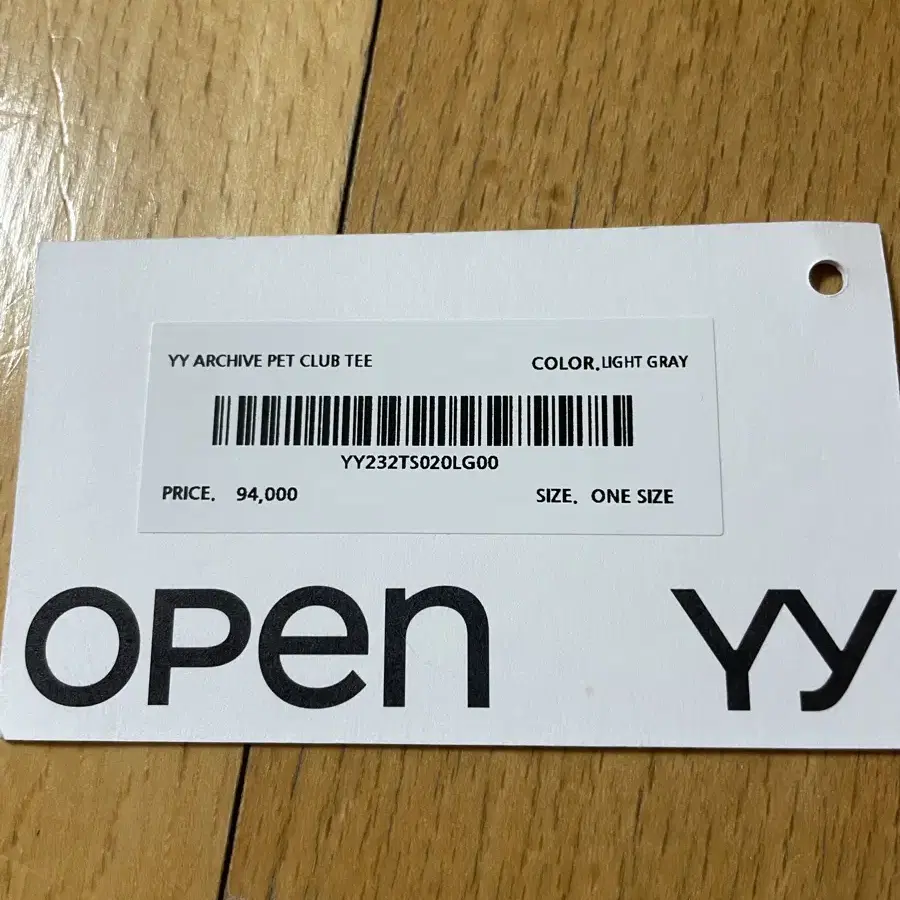 YY ARCHIVE PET CLUB TEE
COLOR. LIGHT GRAY
YY232TS020LG00
PRICE. 94,000
SIZE. ONE SIZE
OPEN YY